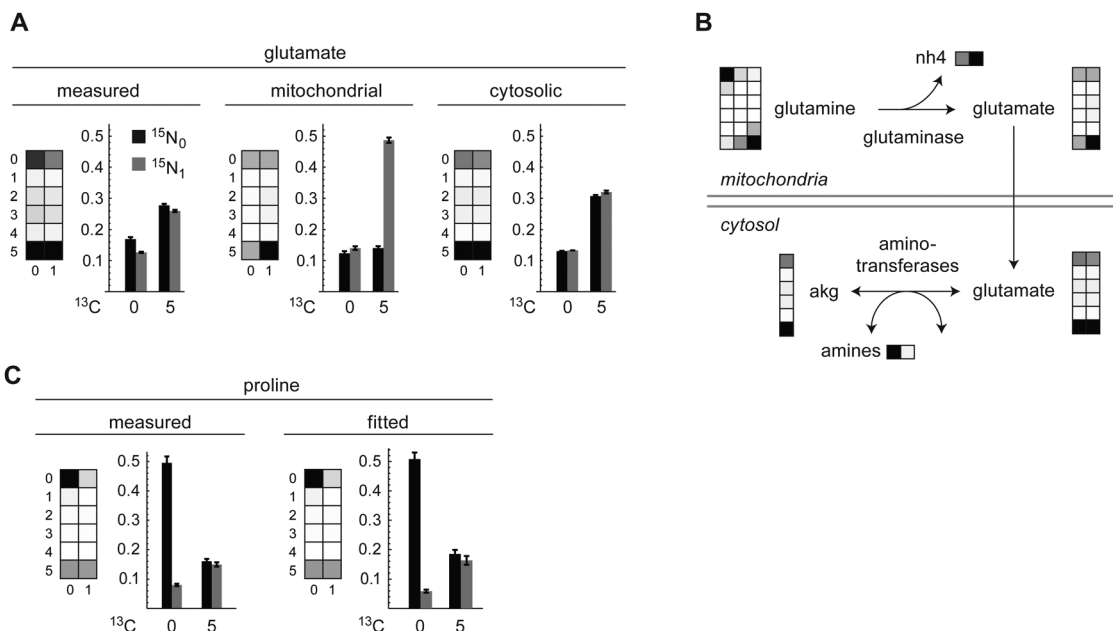 A
glutamate
measured
mitochondrial
cytosolic
0
1
2
3
4
5
0 1
0.5
0.4
0.3
0.2
0.1
¹⁵N₀
¹⁵N₁
¹³C 0 5
0
1
2
3
4
5
0 1
0.5
0.4
0.3
0.2
0.1
¹³C 0 5
0
1
2
3
4
5
0 1
0.5
0.4
0.3
0.2
0.1
¹³C 0 5
B
nh4
glutamine
glutamate
glutaminase
mitochondria
cytosol
amino-
transferases
akg
glutamate
amines
C
proline
measured
fitted
0
1
2
3
4
5
0 1
0.5
0.4
0.3
0.2
0.1
¹³C 0 5
0
1
2
3
4
5
0 1
0.5
0.4
0.3
0.2
0.1
¹³C 0 5